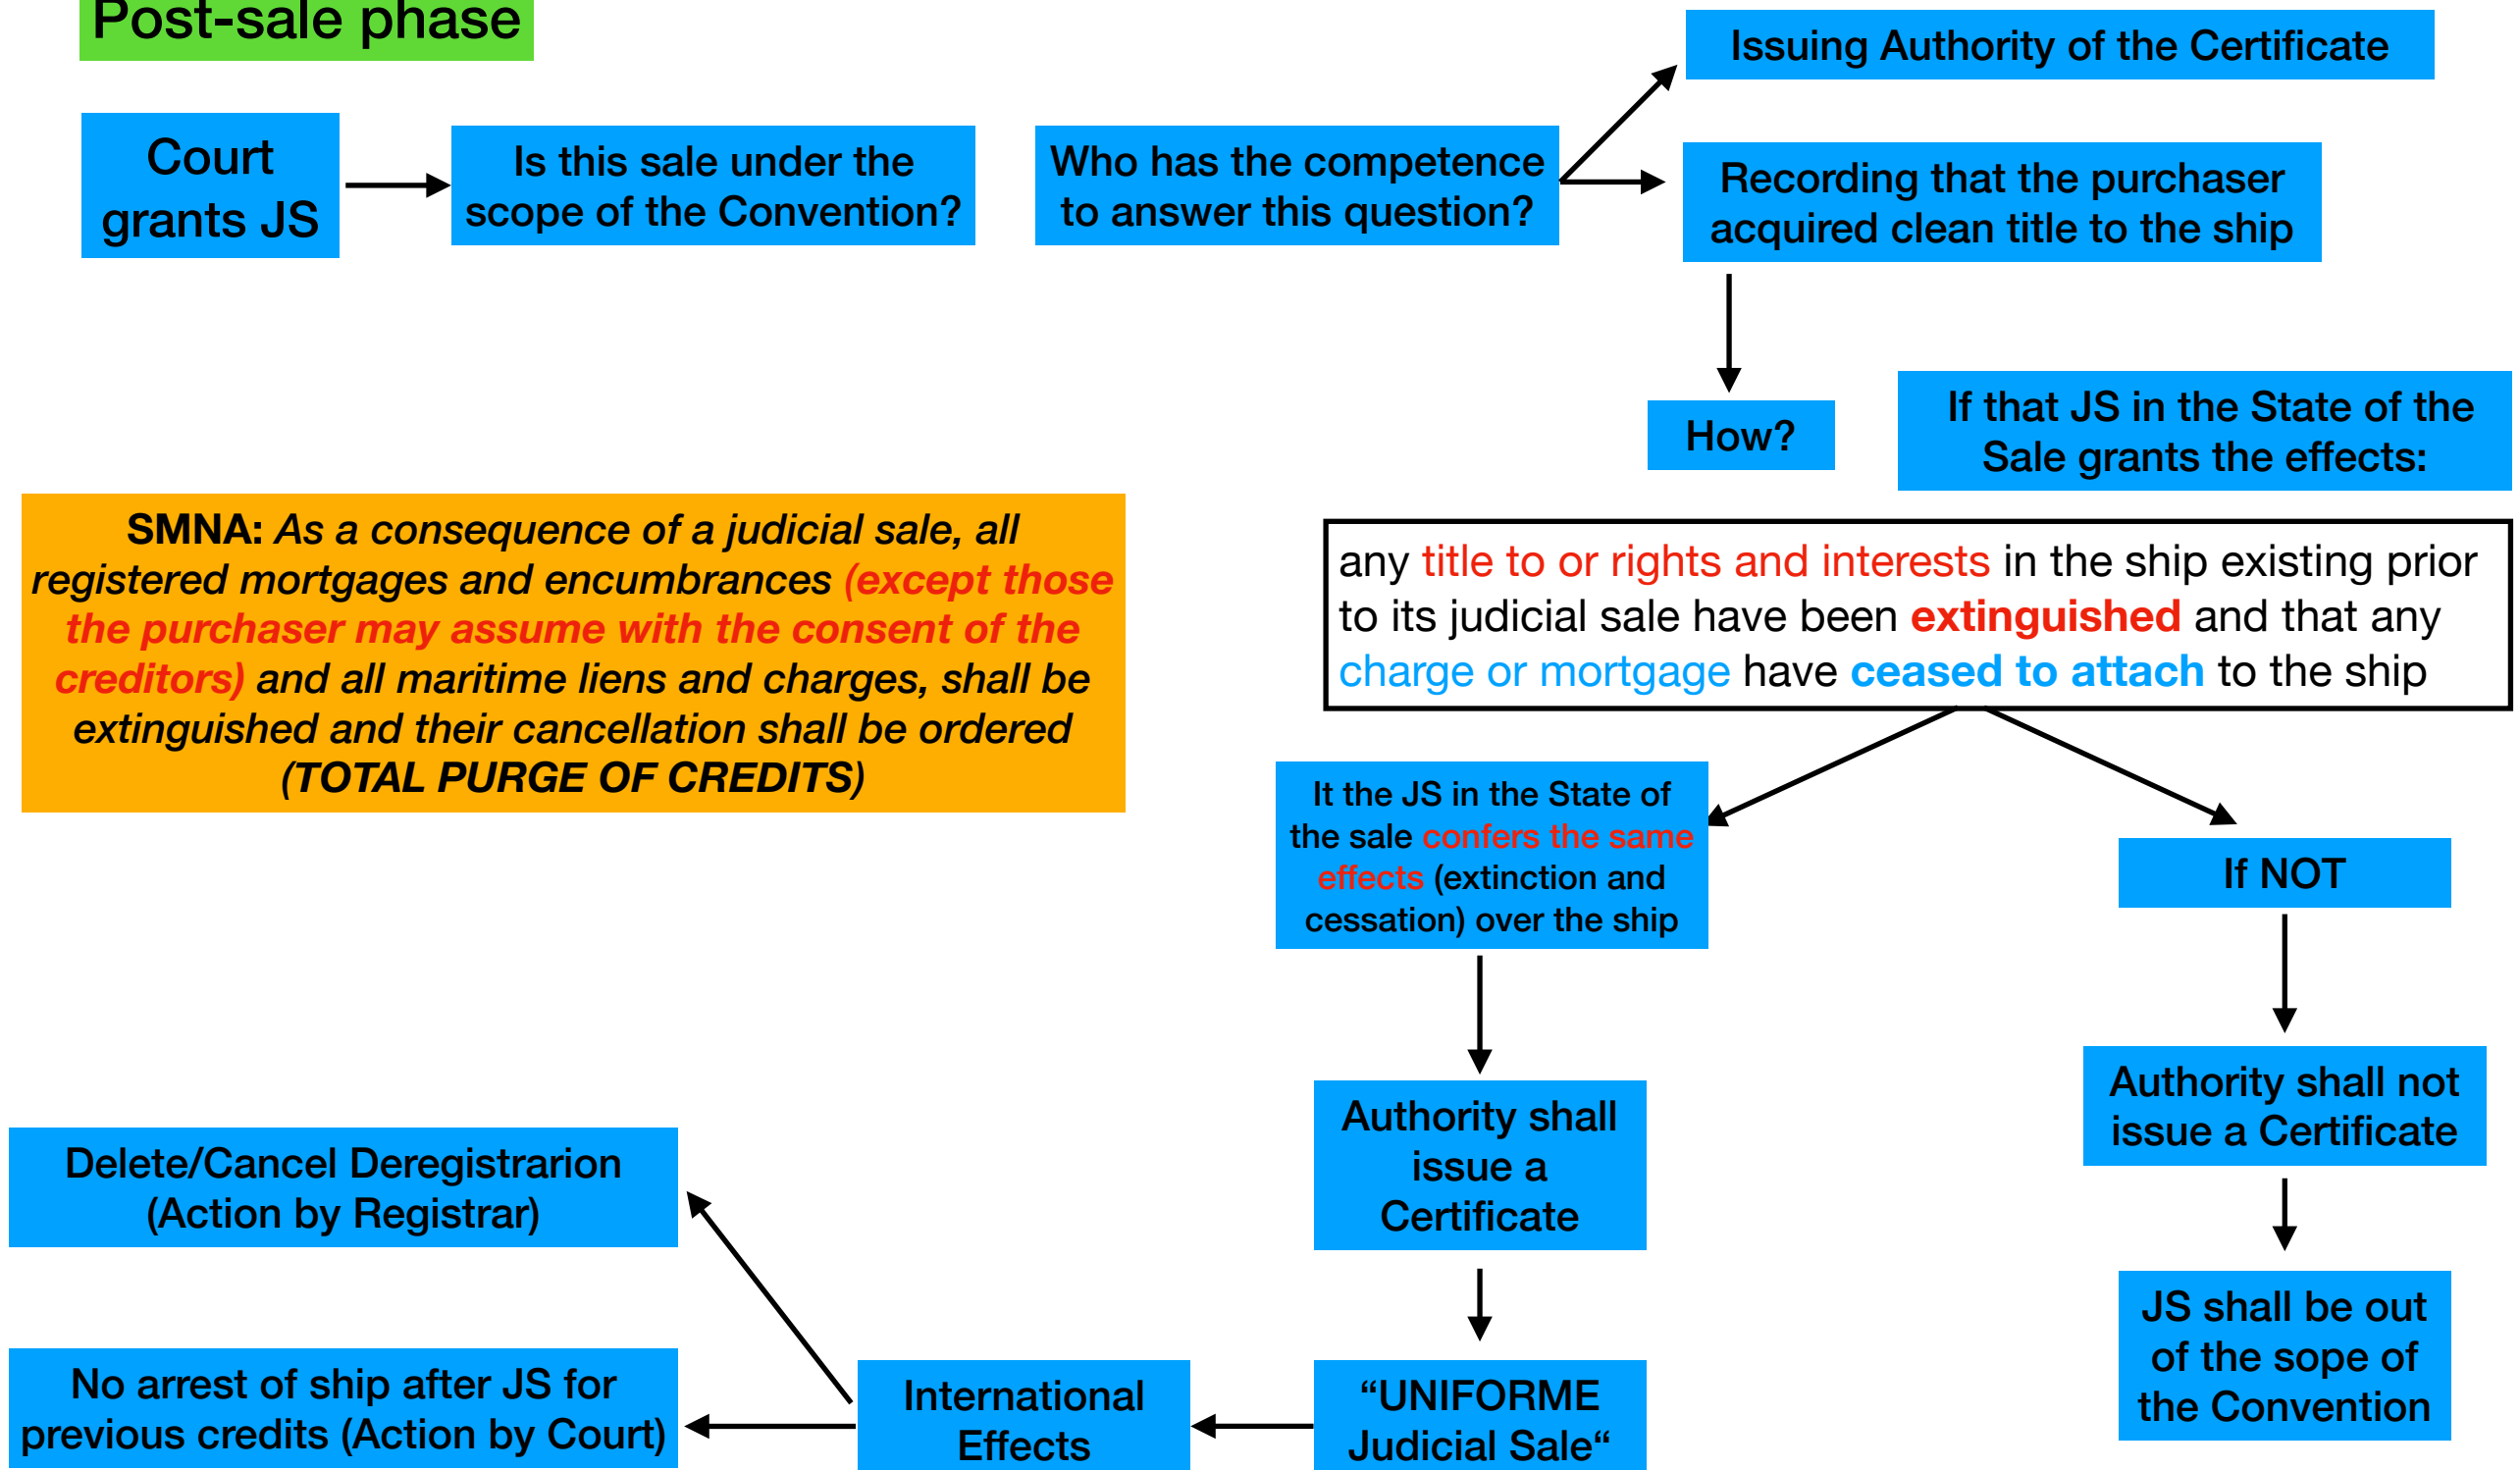 Post-sale phase
Issuing Authority of the Certificate
Court
grants JS
Is this sale under the
scope of the Convention?
Who has the competence
to answer this question?
Recording that the purchaser
acquired clean title to the ship
How?
If that JS in the State of the
Sale grants the effects:
SMNA: As a consequence of a judicial sale, all
registered mortgages and encumbrances (except those
the purchaser may assume with the consent of the
creditors) and all maritime liens and charges, shall be
extinguished and their cancellation shall be ordered
(TOTAL PURGE OF CREDITS)
any title to or rights and interests in the ship existing prior
to its judicial sale have been extinguished and that any
charge or mortgage have ceased to attach to the ship
It the JS in the State of
the sale confers the same
effects (extinction and
cessation) over the ship
If NOT
Authority shall
issue a
Certificate
Authority shall not
issue a Certificate
Delete/Cancel Deregistrarion
(Action by Registrar)
No arrest of ship after JS for
previous credits (Action by Court)
International
Effects
“UNIFORME
Judicial Sale“
JS shall be out
of the sope of
the Convention